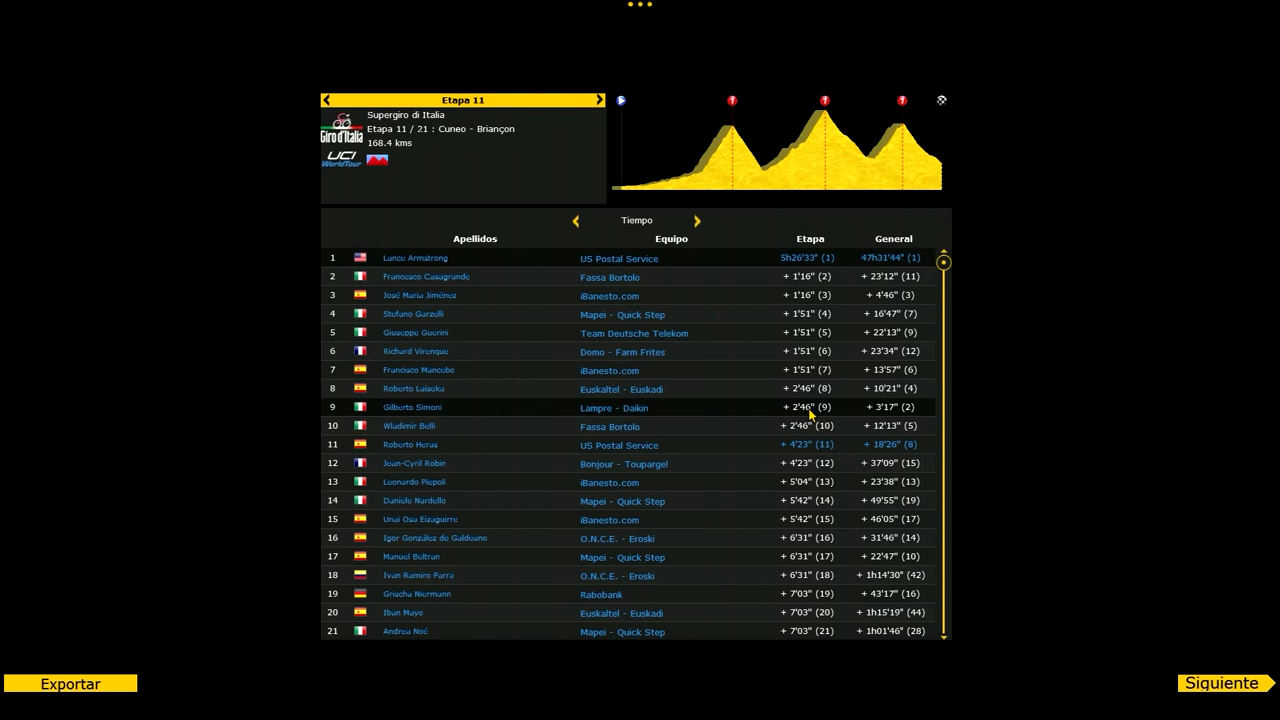 Etapa 11
Supergiro di Italia
Etapa 11 / 21 : Cuneo - Briançon
168.4 kms
Giro d'Italia
UCI
WorldTour
Tiempo
Apellidos Equipo Etapa General
1 Lance Armstrong US Postal Service 5h26'33" (1) 47h31'44" (1)
2 Francesco Casagrande Fassa Bortolo + 1'16" (2) + 23'12" (11)
3 José Maria Jiménez iBanesto.com + 1'16" (3) + 4'46" (3)
4 Stefano Garzelli Mapei - Quick Step + 1'51" (4) + 16'47" (7)
5 Giuseppe Guerini Team Deutsche Telekom + 1'51" (5) + 22'13" (9)
6 Richard Virenque Domo - Farm Frites + 1'51" (6) + 23'34" (12)
7 Francisco Mancebo iBanesto.com + 1'51" (7) + 13'57" (6)
8 Roberto Laiseka Euskaltel - Euskadi + 2'46" (8) + 10'21" (4)
9 Gilberto Simoni Lampre - Daikin + 2'46" (9) + 3'17" (2)
10 Wladimir Belli Fassa Bortolo + 2'46" (10) + 12'13" (5)
11 Roberto Heras US Postal Service + 4'23" (11) + 18'26" (8)
12 Jean-Cyril Robin Bonjour - Toupargel + 4'23" (12) + 37'09" (15)
13 Leonardo Piepoli iBanesto.com + 5'04" (13) + 23'38" (13)
14 Daniele Nardello Mapei - Quick Step + 5'42" (14) + 49'55" (19)
15 Unai Osa Eizaguirre iBanesto.com + 5'42" (15) + 46'05" (17)
16 Igor González de Galdeano O.N.C.E. - Eroski + 6'31" (16) + 31'46" (14)
17 Manuel Beltran Mapei - Quick Step + 6'31" (17) + 22'47" (10)
18 Ivan Ramiro Parra O.N.C.E. - Eroski + 6'31" (18) + 1h14'30" (42)
19 Grischa Niermann Rabobank + 7'03" (19) + 43'17" (16)
20 Iban Mayo Euskaltel - Euskadi + 7'03" (20) + 1h15'19" (44)
21 Andrea Noé Mapei - Quick Step + 7'03" (21) + 1h01'46" (28)
Exportar
Siguiente